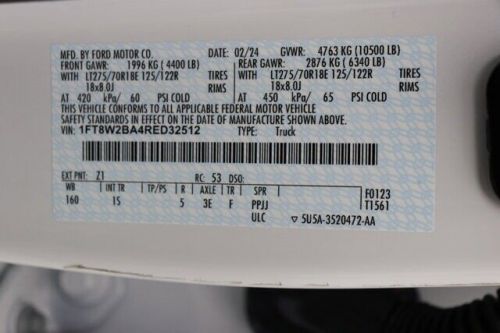 MFD. BY FORD MOTOR CO. DATE: 02/24 GVWR: 4763 KG (10500 LB)
FRONT GAWR: 1996 KG (4400 LB) REAR GAWR: 2876 KG (6340 LB)
WITH LT275/70R18E 125/122R TIRES WITH LT275/70R18E 125/122R TIRES
18x8.0J RIMS 18x8.0J RIMS
AT 420 kPa/ 60 PSI COLD AT 450 kPa/ 65 PSI COLD
THIS VEHICLE CONFORMS TO ALL APPLICABLE FEDERAL MOTOR VEHICLE
SAFETY STANDARDS IN EFFECT ON THE DATE OF MANUFACTURE SHOWN ABOVE.
VIN: 1FT8W2BA4RED32512 TYPE: Truck
EXT PNT: Z1 RC: 53 DSO:
WB INT TR TP/PS R AXLE TR SPR F0123
160 IS 5 3E F PPJJ T1561
ULC 5U5A-3520472-AA